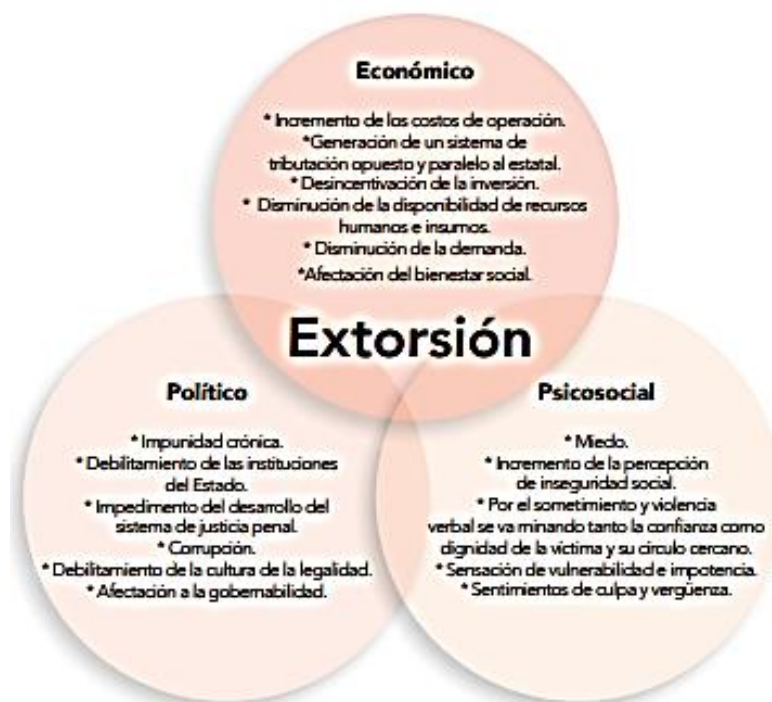 Económico
* Incremento de los costos de operación.
*Generación de un sistema de
tributación opuesto y paralelo al estatal.
* Desincentivación de la inversión.
* Disminución de la disponibilidad de recursos
humanos e insumos.
* Disminución de la demanda.
*Afectación del bienestar social.
Extorsión
Político
* Impunidad crónica.
* Debilitamiento de las instituciones
del Estado.
* Impedimento del desarrollo del
sistema de justicia penal.
* Corrupción.
* Debilitamiento de la cultura de la legalidad.
* Afectación a la gobernabilidad.
Psicosocial
* Miedo.
* Incremento de la percepción
de inseguridad social.
* Por el sometimiento y violencia
verbal se va minando tanto la confianza como
dignidad de la víctima y su círculo cercano.
* Sensación de vulnerabilidad e impotencia.
* Sentimientos de culpa y vergüenza.